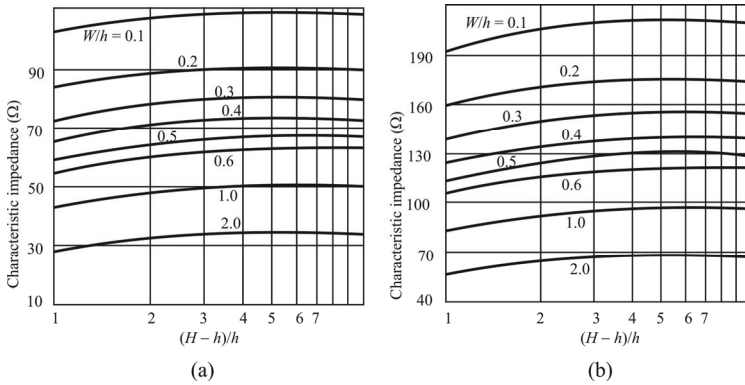 Characteristic impedance (Ω)
90
70
50
30
10
W/h = 0.1
0.2
0.3
0.4
0.5
0.6
1.0
2.0
1 2 3 4 5 6 7
(H – h)/h
(a)
Characteristic impedance (Ω)
190
160
130
100
70
40
W/h = 0.1
0.2
0.3
0.4
0.5
0.6
1.0
2.0
1 2 3 4 5 6 7
(H – h)/h
(b)